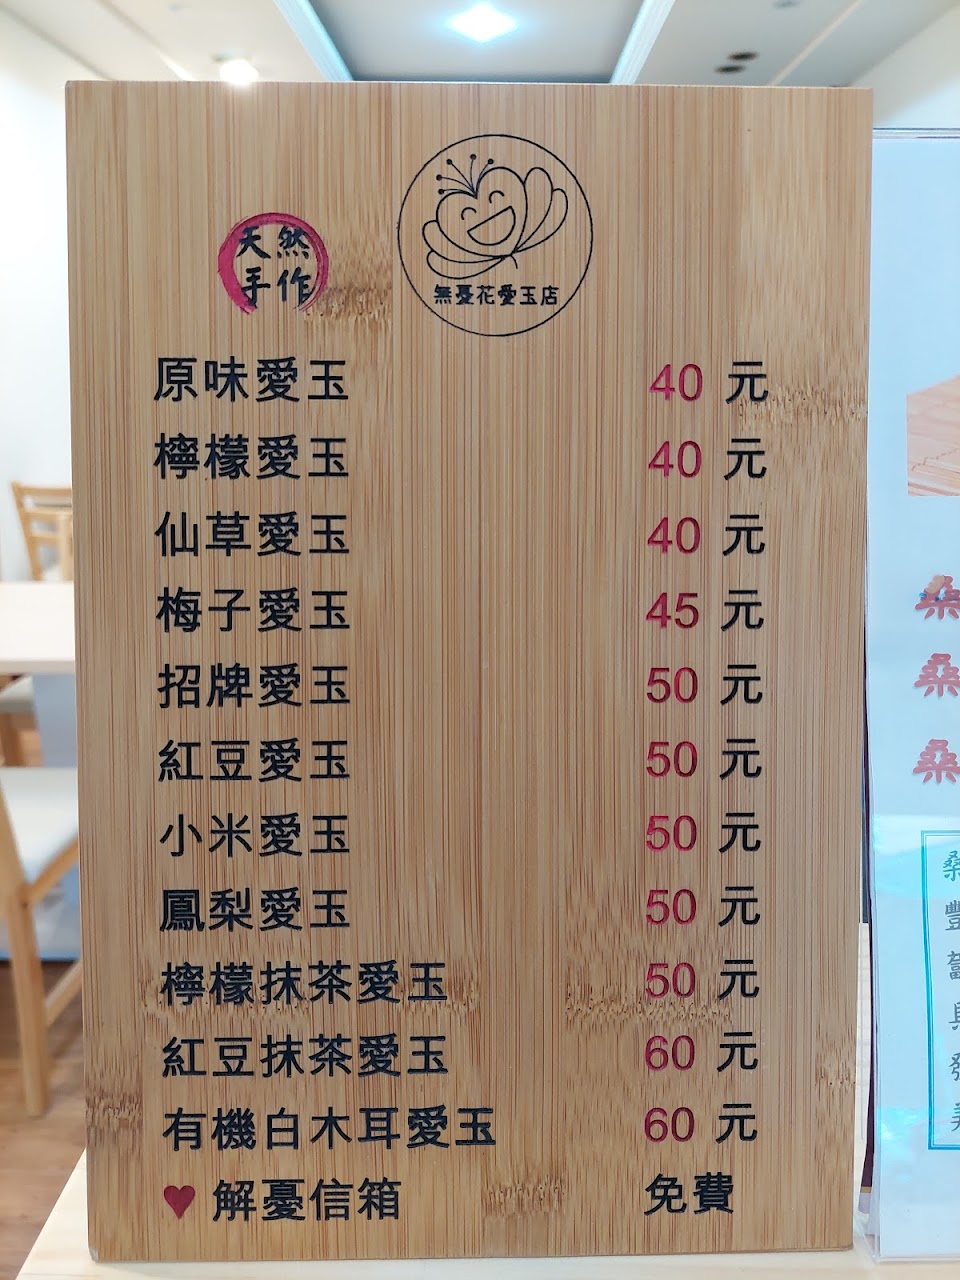 天然
手作
無憂花愛玉店
原味愛玉 40 元
檸檬愛玉 40 元
仙草愛玉 40 元
梅子愛玉 45 元
招牌愛玉 50 元
紅豆愛玉 50 元
小米愛玉 50 元
鳳梨愛玉 50 元
檸檬抹茶愛玉 50 元
紅豆抹茶愛玉 60 元
有機白木耳愛玉 60 元
♥ 解憂信箱 免費
桑
桑
桑